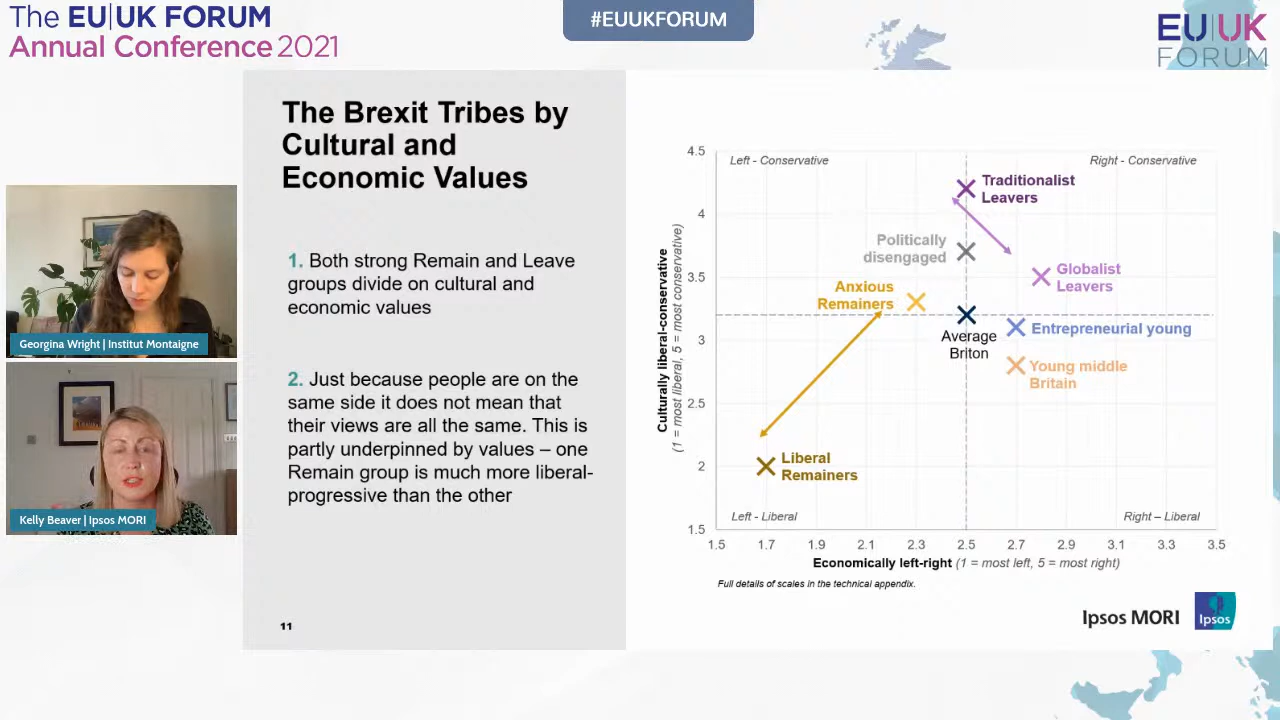 The EU|UK FORUM
Annual Conference 2021
#EUUKFORUM
EU|UK
FORUM
Georgina Wright | Institut Montaigne
Kelly Beaver | Ipsos MORI
The Brexit Tribes by
Cultural and
Economic Values
1. Both strong Remain and Leave
groups divide on cultural and
economic values
2. Just because people are on the
same side it does not mean that
their views are all the same. This is
partly underpinned by values – one
Remain group is much more liberal-
progressive than the other
11
Culturally liberal-conservative
(1 = most liberal, 5 = most conservative)
4.5
4
3.5
3
2.5
2
1.5
Left - Conservative
Right - Conservative
Traditionalist
Leavers
Politically
disengaged
Globalist
Leavers
Anxious
Remainers
Entrepreneurial young
Average
Briton
Young middle
Britain
Liberal
Remainers
Left - Liberal
Right – Liberal
1.5 1.7 1.9 2.1 2.3 2.5 2.7 2.9 3.1 3.3 3.5
Economically left-right (1 = most left, 5 = most right)
Full details of scales in the technical appendix.
Ipsos MORI
Ipsos